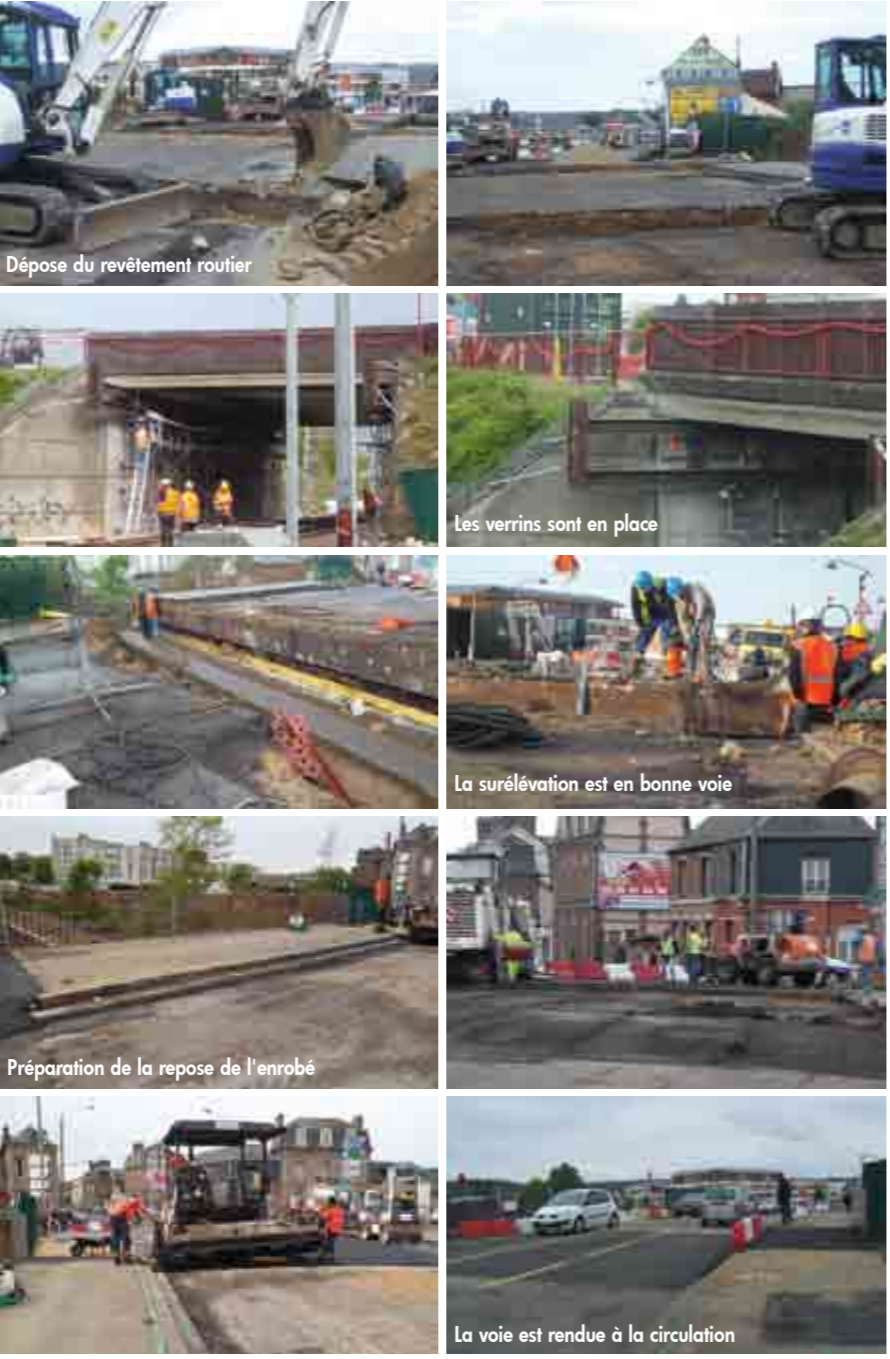 Dépose du revêtement routier
Les verrins sont en place
La surélévation est en bonne voie
Préparation de la repose de l'enrobé
La voie est rendue à la circulation